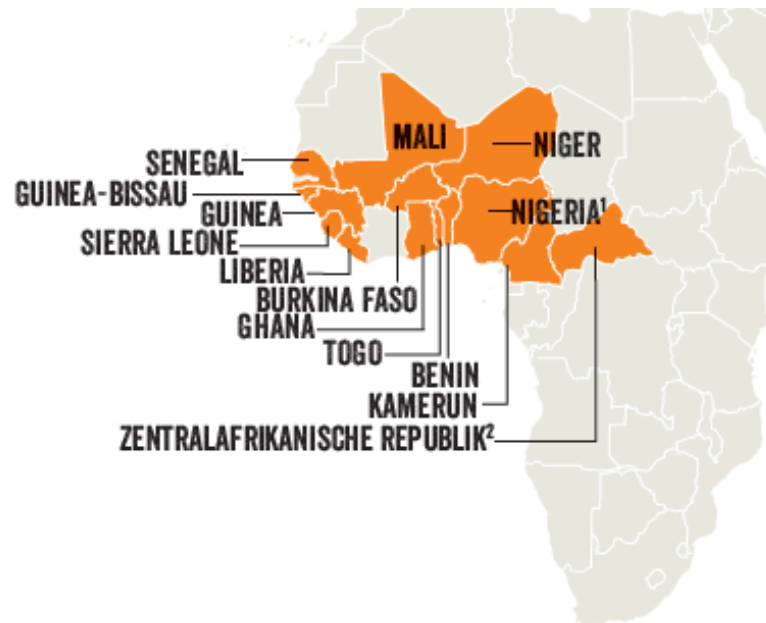 MALI
NIGER
SENEGAL
GUINEA-BISSAU
GUINEA
NIGERIA¹
SIERRA LEONE
LIBERIA
BURKINA FASO
GHANA
TOGO
BENIN
KAMERUN
ZENTRALAFRIKANISCHE REPUBLIK²